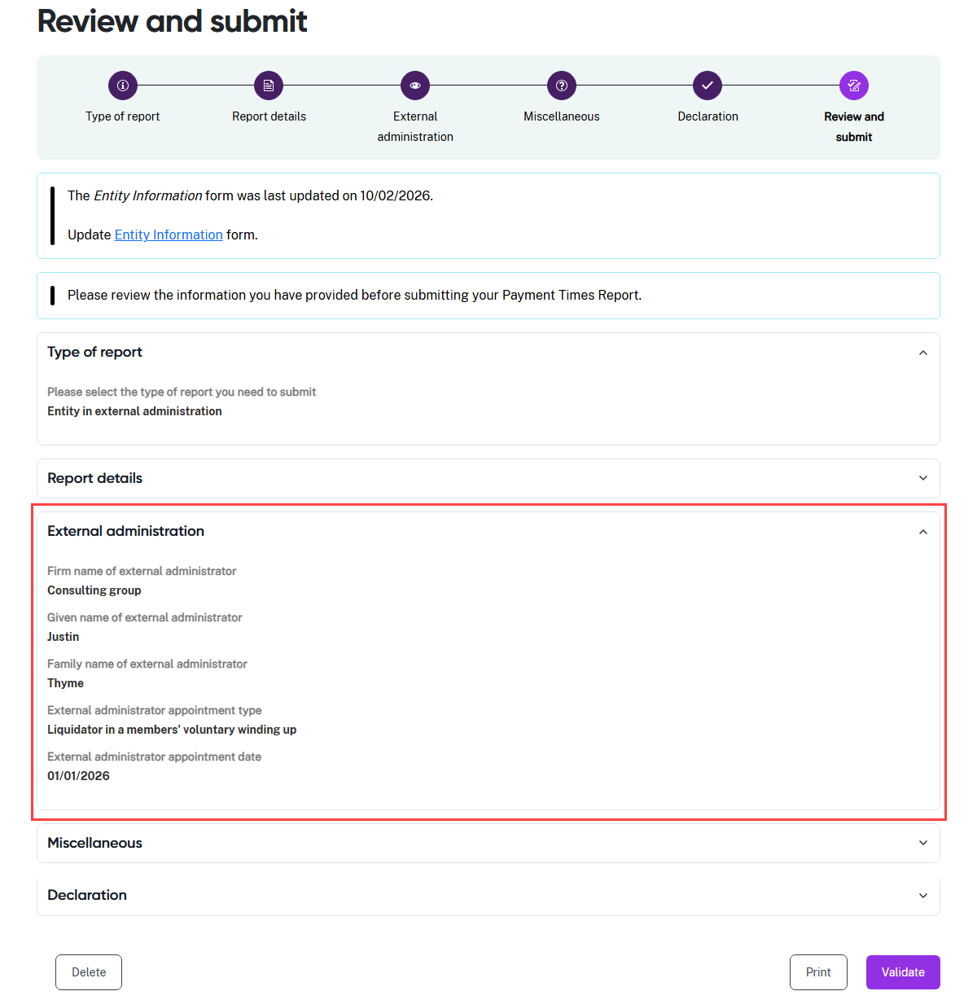 Review and submit
Type of report
Report details
External
administration
Miscellaneous
Declaration
Review and
submit
The Entity Information form was last updated on 10/02/2026.
Update Entity Information form.
Please review the information you have provided before submitting your Payment Times Report.
Type of report
Please select the type of report you need to submit
Entity in external administration
Report details
External administration
Firm name of external administrator
Consulting group
Given name of external administrator
Justin
Family name of external administrator
Thyme
External administrator appointment type
Liquidator in a members' voluntary winding up
External administrator appointment date
01/01/2026
Miscellaneous
Declaration
Delete
Print
Validate